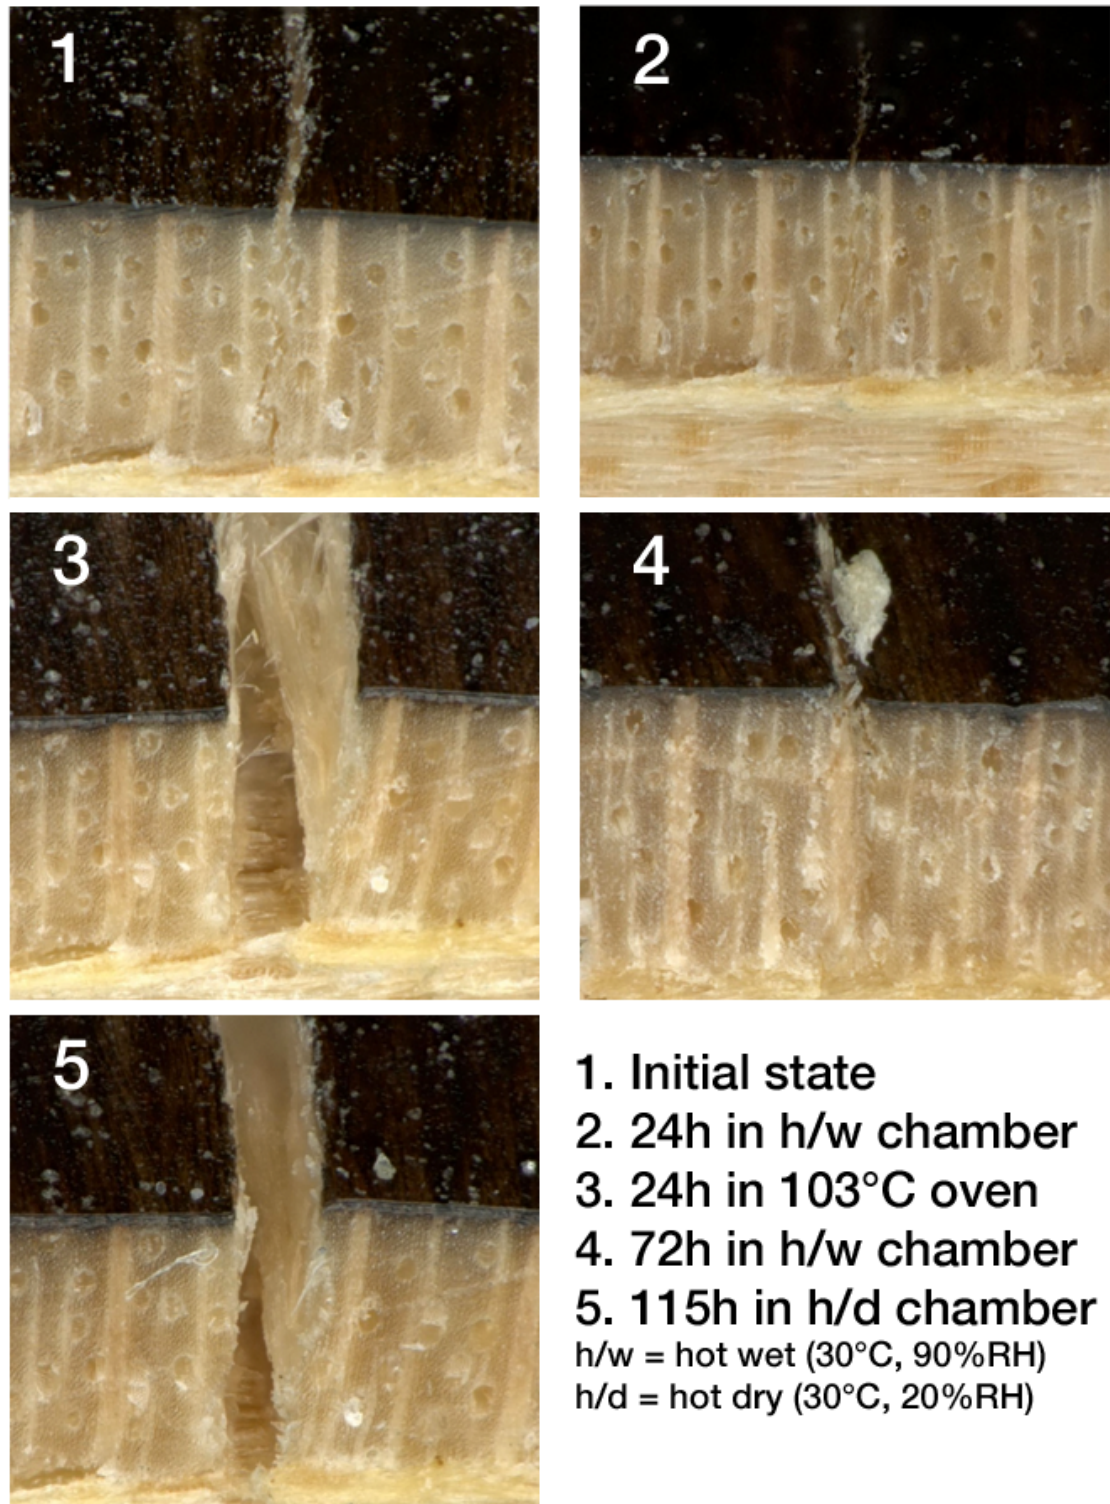 1
2
3
4
5
1. Initial state
2. 24h in h/w chamber
3. 24h in 103°C oven
4. 72h in h/w chamber
5. 115h in h/d chamber
h/w = hot wet (30°C, 90%RH)
h/d = hot dry (30°C, 20%RH)